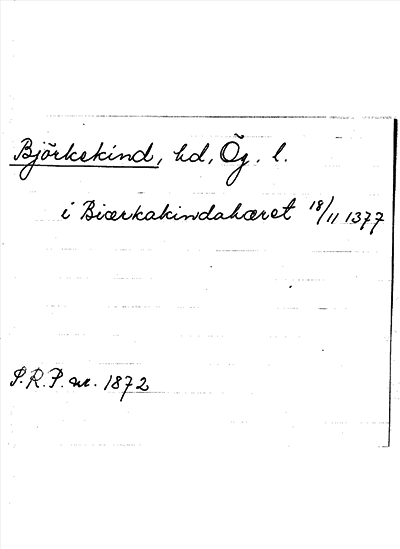 Björkekind, hd, Ög. l.
i Biærkakindahæret 18/11 1377
S.R.P. nr. 1872